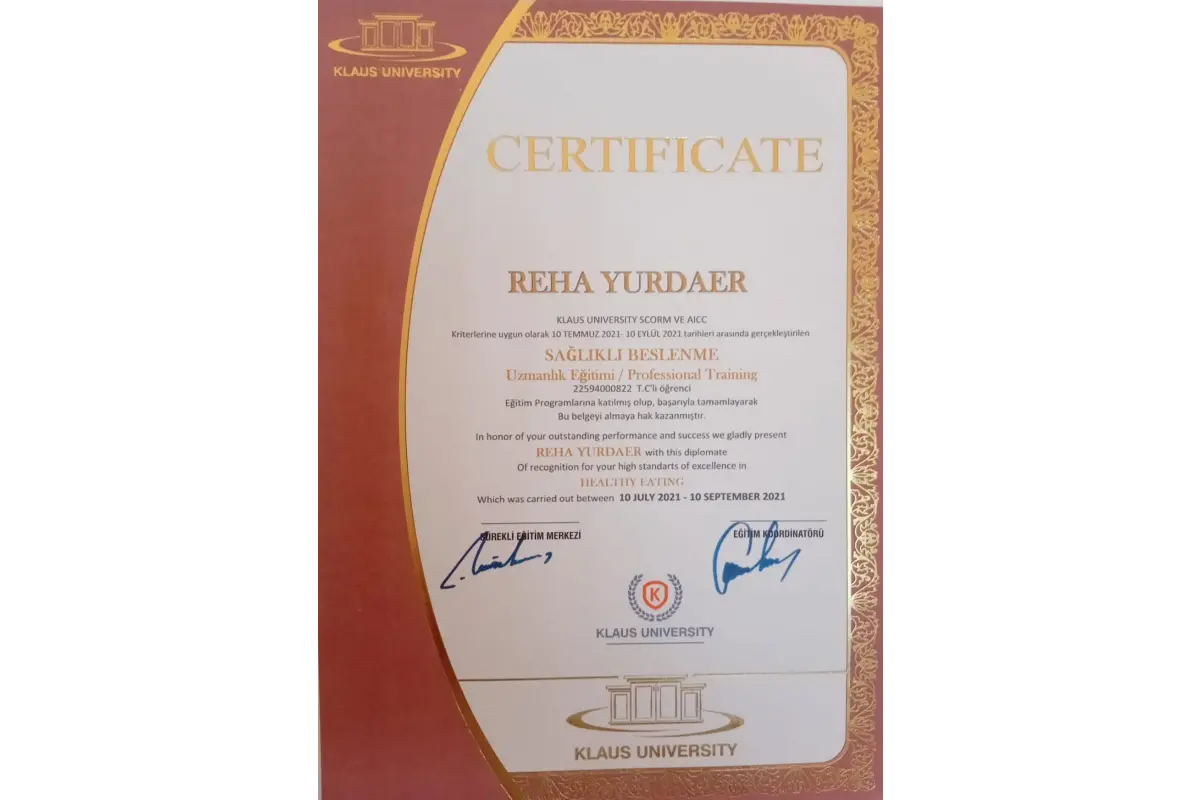 KLAUS UNIVERSITY
CERTIFICATE
REHA YURDAER
KLAUS UNIVERSITY SCORM VE AICC
Kriterlerine uygun olarak 10 TEMMUZ 2021- 10 EYLÜL 2021 tarihleri arasında gerçekleştirilen
SAĞLIKLI BESLENME
Uzmanlık Eğitimi / Professional Training
22594000822 T.C'li öğrenci
Eğitim Programlarına katılmış olup, başarıyla tamamlayarak
Bu belgeyi almaya hak kazanmıştır.
In honor of your outstanding performance and success we gladly present
REHA YURDAER with this diplomate
Of recognition for your high standarts of excellence in
HEALTHY EATING
Which was carried out between 10 JULY 2021 - 10 SEPTEMBER 2021
SÜREKLİ EĞİTİM MERKEZİ
EĞİTİM KOORDİNATÖRÜ
K
KLAUS UNIVERSITY
KLAUS UNIVERSITY